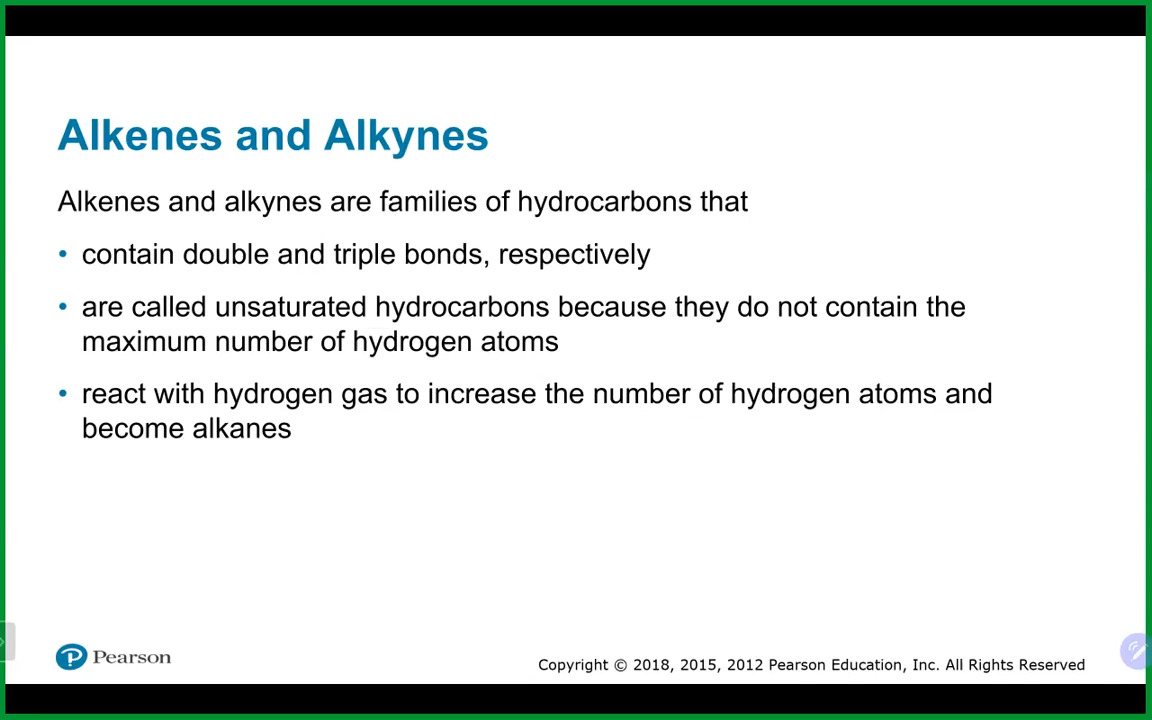 Alkenes and Alkynes
Alkenes and alkynes are families of hydrocarbons that
• contain double and triple bonds, respectively
• are called unsaturated hydrocarbons because they do not contain the
maximum number of hydrogen atoms
• react with hydrogen gas to increase the number of hydrogen atoms and
become alkanes
Pearson
Copyright © 2018, 2015, 2012 Pearson Education, Inc. All Rights Reserved